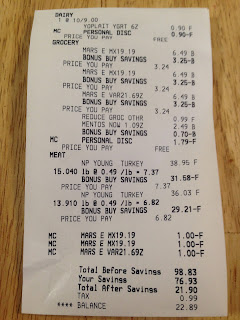 DAIRY
1 @ 10/9.00
YOPLAIT YGRT 6Z 0.90 F
MC PERSONAL DISC 0.90-F
PRICE YOU PAY FREE
GROCERY
MARS E MX19.19 6.49 B
BONUS BUY SAVINGS 3.25-B
PRICE YOU PAY 3.24
MARS E MX19.19 6.49 B
BONUS BUY SAVINGS 3.25-B
PRICE YOU PAY 3.24
MARS E VAR21.69Z 6.49 B
BONUS BUY SAVINGS 3.25-B
PRICE YOU PAY 3.24
REDUCE GROC OTHR 0.99 F
MENTOS NOW 1 09Z 2.49 B
BONUS BUY SAVINGS 0.70-B
MC PERSONAL DISC 1.79-F
PRICE YOU PAY FREE
MEAT
NP YOUNG TURKEY 38.95 F
15.040 lb @ 0.49 /lb = 7.37
BONUS BUY SAVINGS 31.58-F
PRICE YOU PAY 7.37
NP YOUNG TURKEY 36.03 F
13.910 lb @ 0.49 /lb = 6.82
BONUS BUY SAVINGS 29.21-F
PRICE YOU PAY 6.82
MC MARS E MX19.19 1.00-F
MC MARS E MX19.19 1.00-F
MC MARS E VAR21.69Z 1.00-F
Total Before Savings 98.83
Your Savings 76.93
Total After Savings 21.90
TAX 0.99
**** BALANCE 22.89